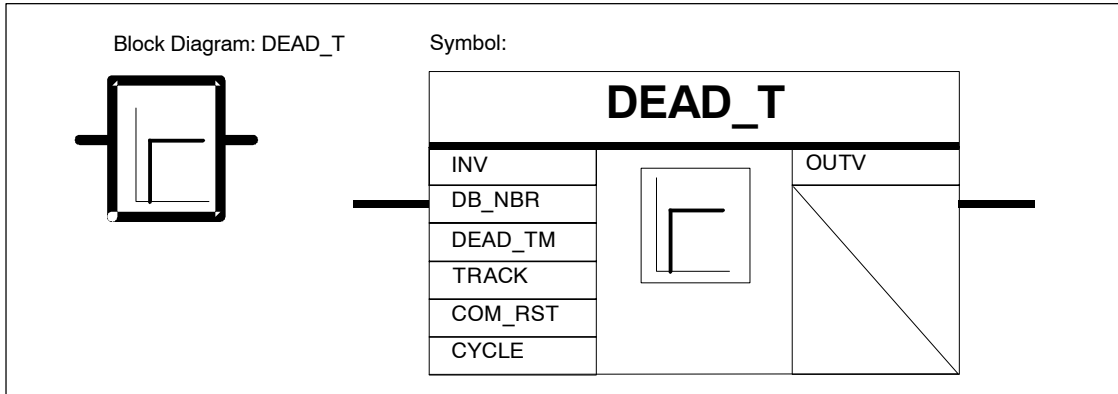 Block Diagram: DEAD_T
Symbol:
DEAD_T
INV
OUTV
DB_NBR
DEAD_TM
TRACK
COM_RST
CYCLE